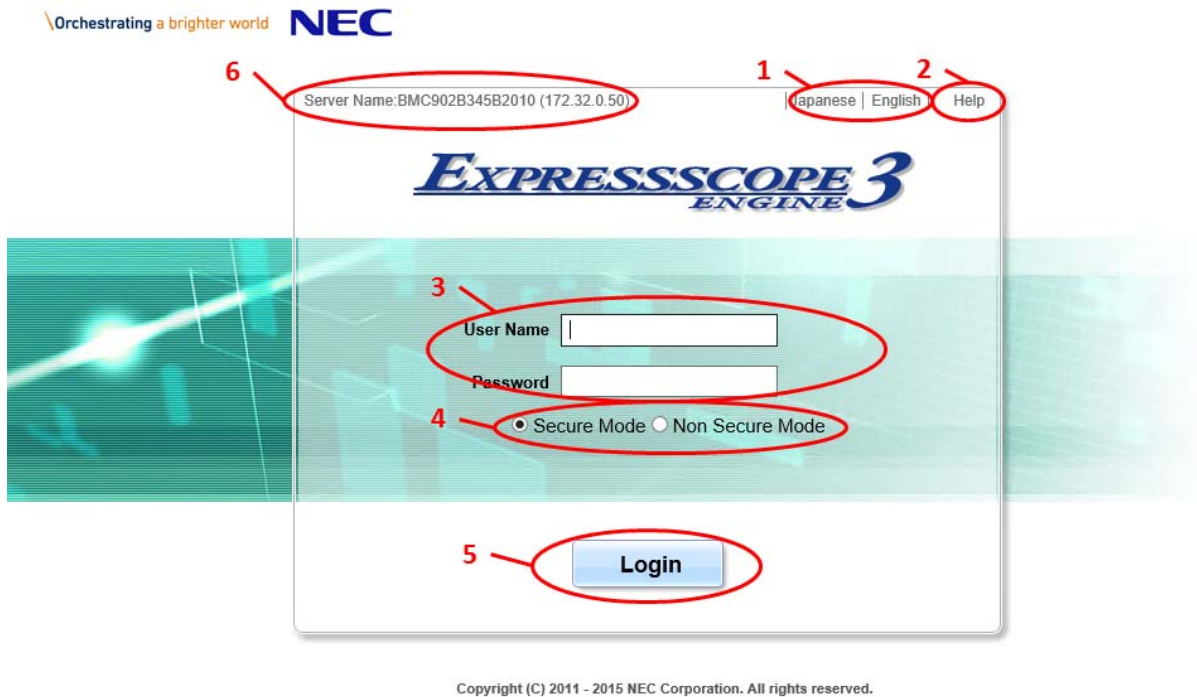 \Orchestrating a brighter world NEC
6 1 2
Server Name:BMC902B345B2010 (172.32.0.50) |Japanese | English | Help
EXPRESSSCOPE 3
ENGINE
3
User Name
Password
4 Secure Mode Non Secure Mode
5 Login
Copyright (C) 2011 - 2015 NEC Corporation. All rights reserved.